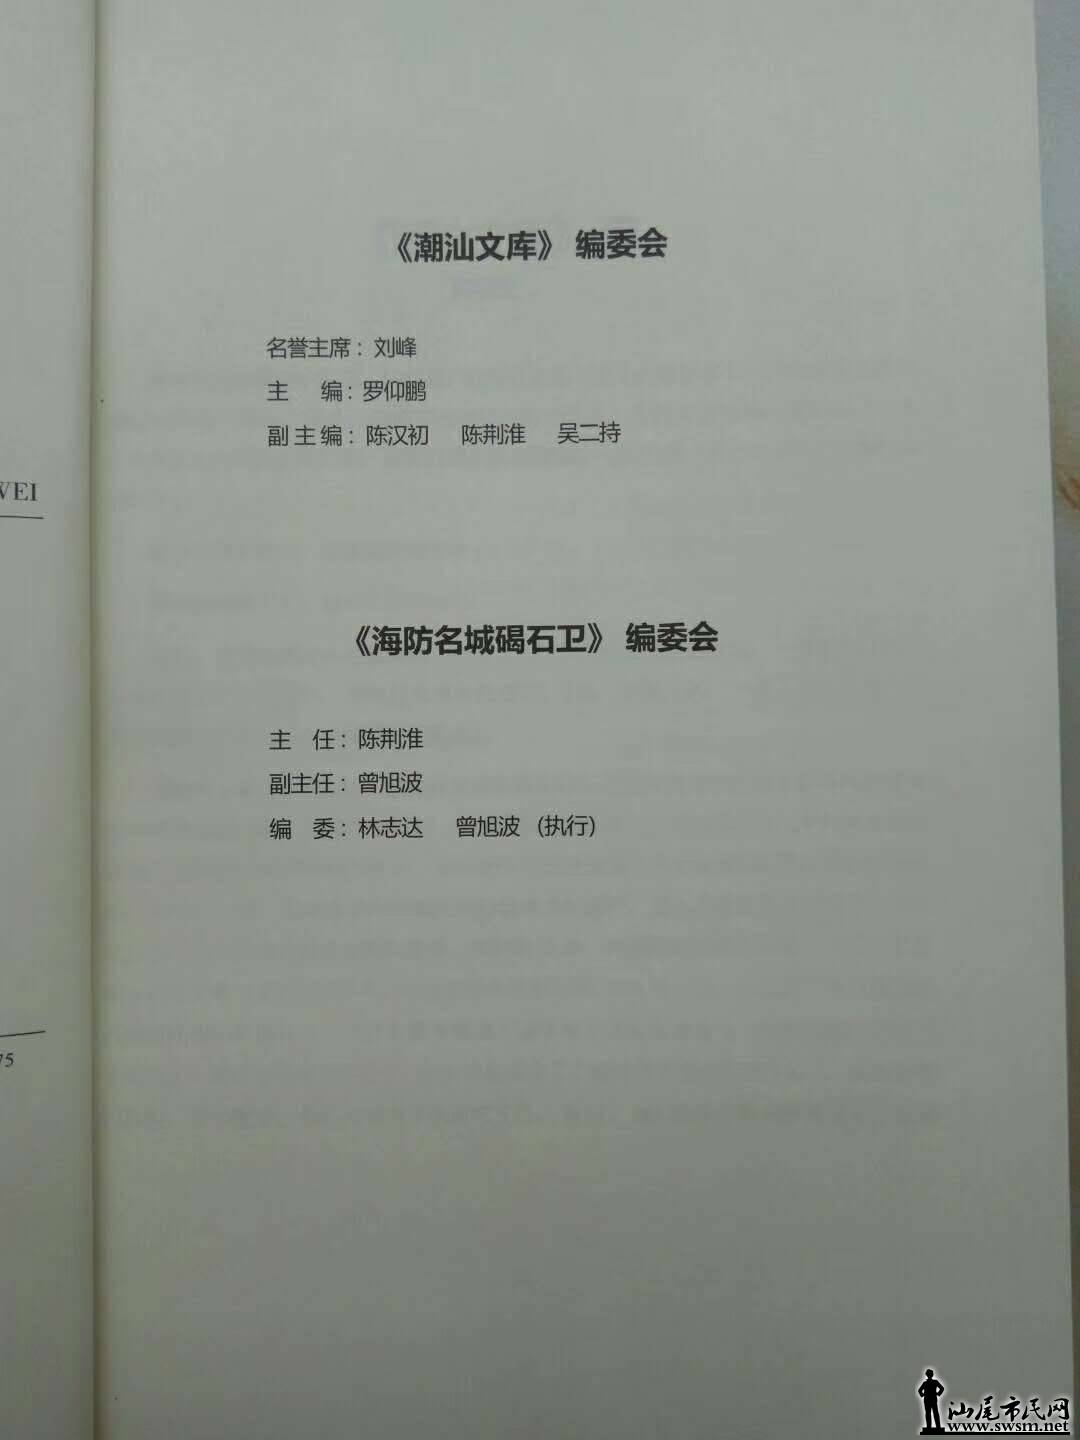 《潮汕文库》 编委会
名誉主席：刘峰
主 编：罗仰鹏
副 主 编：陈汉初 陈荆淮 吴二持
WEI
《海防名城碣石卫》 编委会
主 任：陈荆淮
副主任：曾旭波
编 委：林志达 曾旭波（执行）
75
汕尾市民网
www.swsm.net